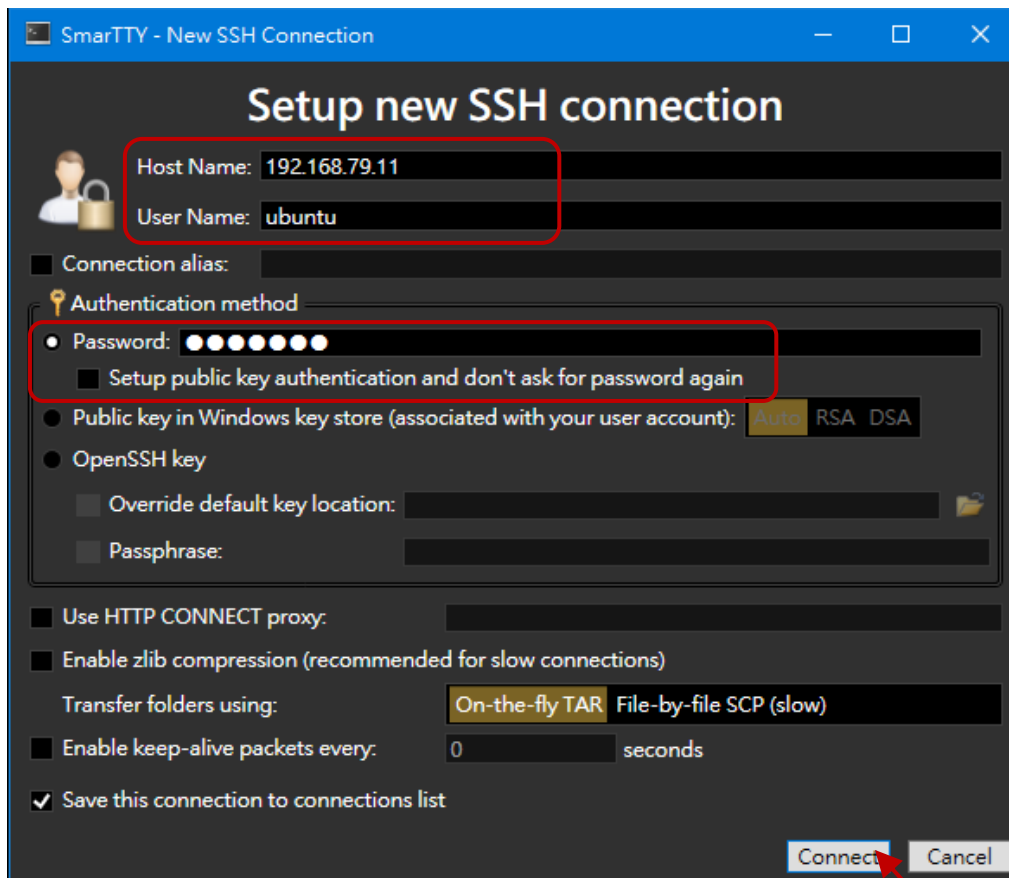 SmarTTY - New SSH Connection
Setup new SSH connection
Host Name: 192.168.79.11
User Name: ubuntu
Connection alias:
Authentication method
Password: ●●●●●●●
Setup public key authentication and don't ask for password again
Public key in Windows key store (associated with your user account): Auto RSA DSA
OpenSSH key
Override default key location:
Passphrase:
Use HTTP CONNECT proxy:
Enable zlib compression (recommended for slow connections)
Transfer folders using: On-the-fly TAR File-by-file SCP (slow)
Enable keep-alive packets every: 0 seconds
Save this connection to connections list
Connect Cancel